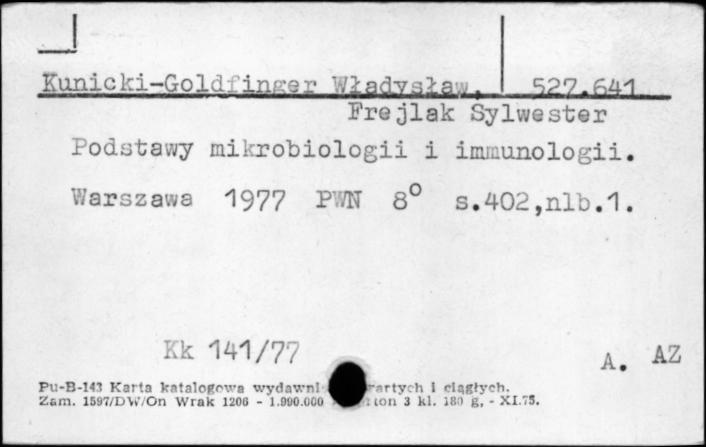 Kunicki-Goldfinger Władysław, 527.641
Frejlak Sylwester
Podstawy mikrobiologii i immunologii.
Warszawa 1977 PWN 8° s.402,nlb.1.
Kk 141/77
A. AZ
Pu-B-143 Karta katalogowa wydawni rartych i ciągłych.
Zam. 1597/DW/On Wrak 1206 - 1.990.000 ton 3 kl. 180 g, - XI.75.